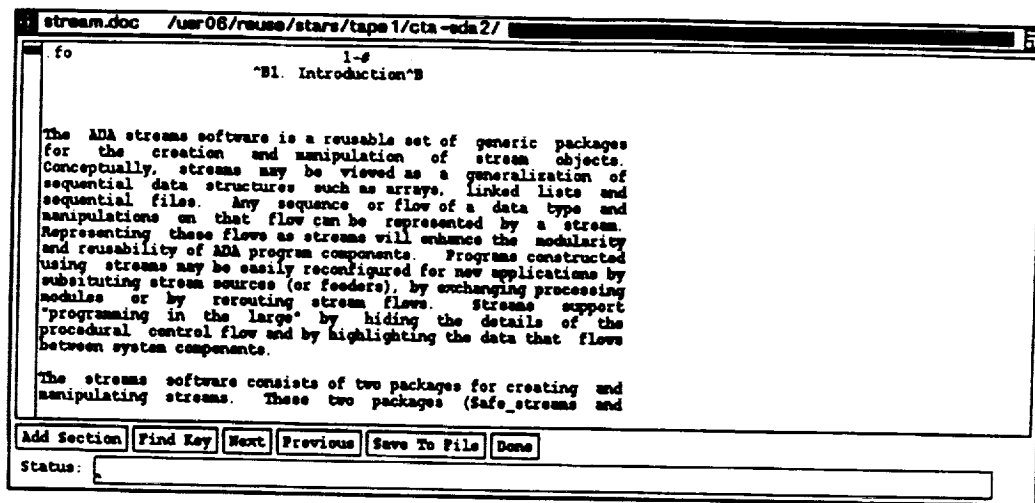 stream.doc /usr06/reuse/stars/tape1/cta-ada2/
.fo 1-#
^B1. Introduction^B
The ADA streams software is a reusable set of generic packages
for the creation and manipulation of stream objects.
Conceptually, streams may be viewed as a generalization of
sequential data structures such as arrays, linked lists and
sequential files. Any sequence or flow of a data type and
manipulations on that flow can be represented by a stream.
Representing these flows as streams will enhance the modularity
and reusability of ADA program components. Programs constructed
using streams may be easily reconfigured for new applications by
subsituting stream sources (or feeders), by exchanging processing
modules or by rerouting stream flows. Streams support
"programming in the large" by hiding the details of the
procedural control flow and by highlighting the data that flows
between system components.
The streams software consists of two packages for creating and
manipulating streams. These two packages (Safe_streams and
Add Section Find Key Next Previous Save To File Done
Status: